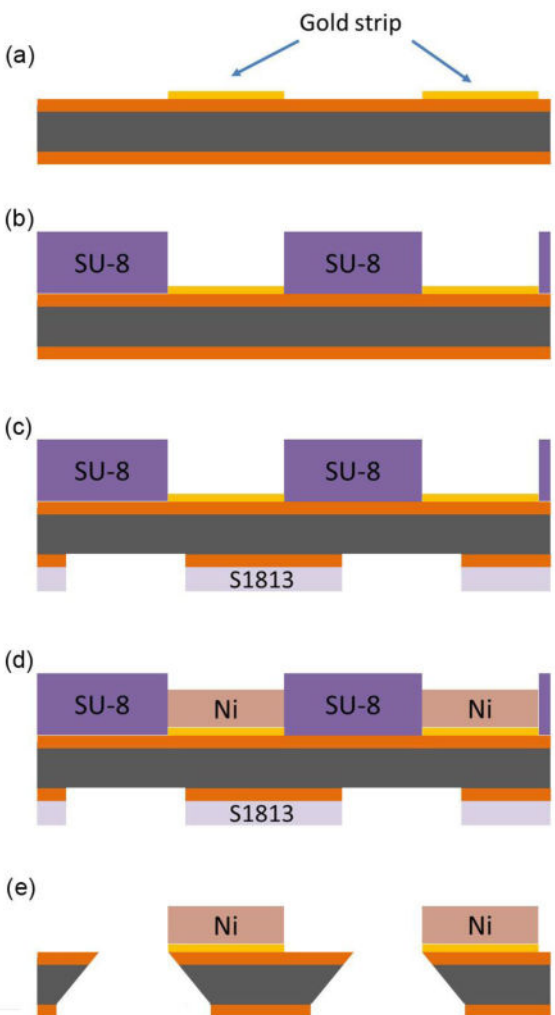 Gold strip
(a)
(b)
SU-8 SU-8
(c)
SU-8 SU-8
S1813
(d)
SU-8 Ni SU-8 Ni
S1813
(e)
Ni Ni